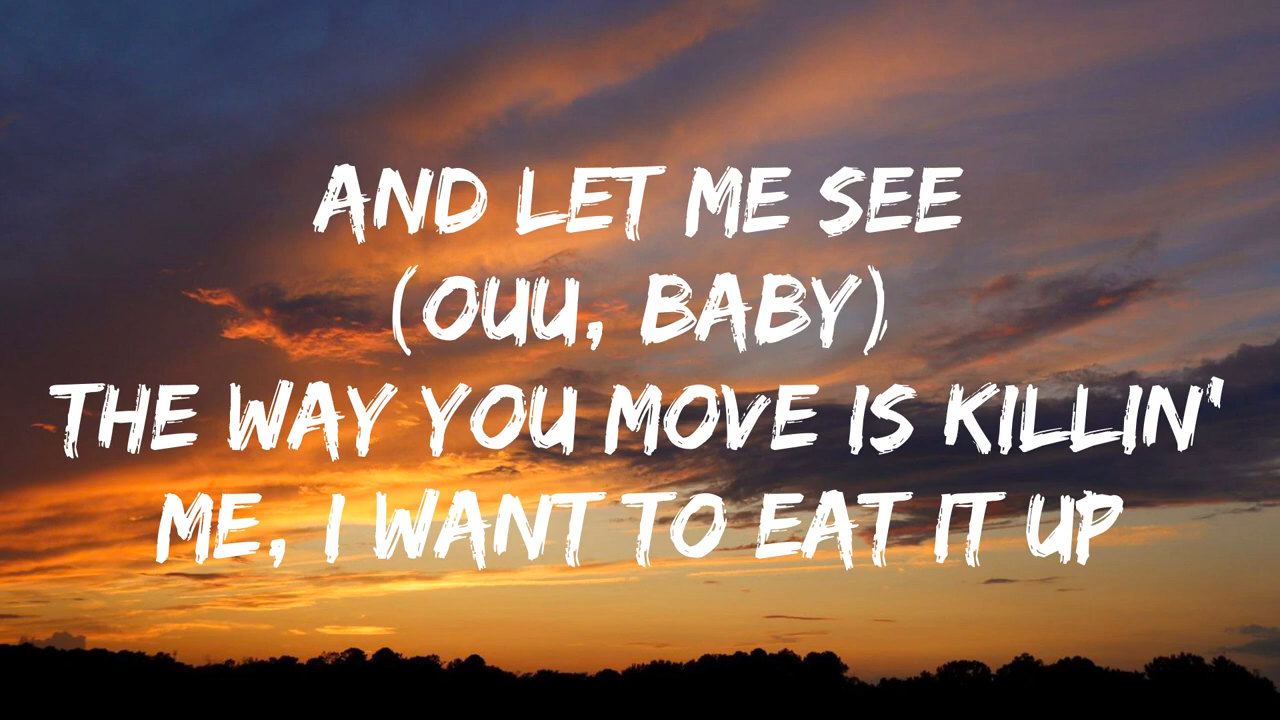 AND LET ME SEE
(OUU, BABY)
THE WAY YOU MOVE IS KILLIN'
ME, I WANT TO EAT IT UP